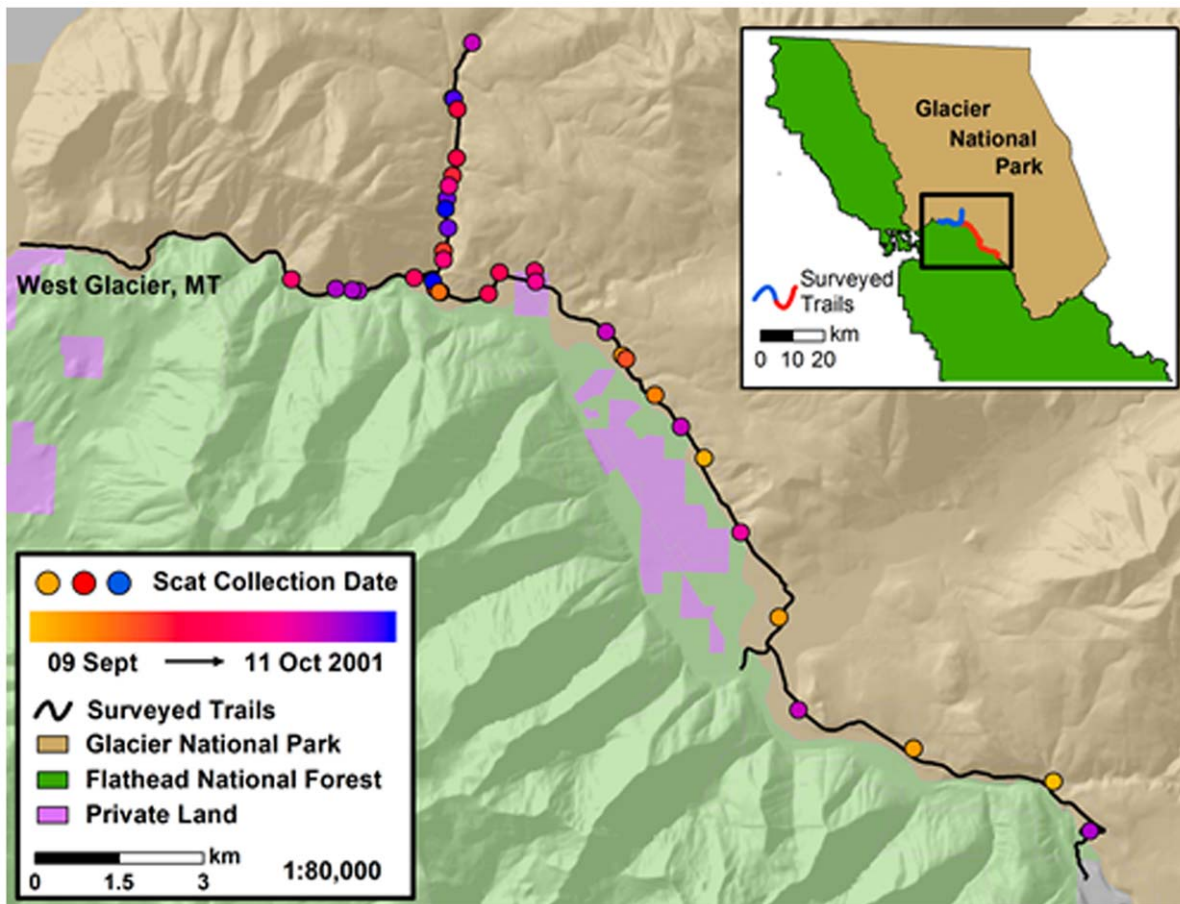 Glacier
National
Park
Surveyed
Trails
km
0 10 20
West Glacier, MT
Scat Collection Date
09 Sept 11 Oct 2001
Surveyed Trails
Glacier National Park
Flathead National Forest
Private Land
km
0 1.5 3
1:80,000